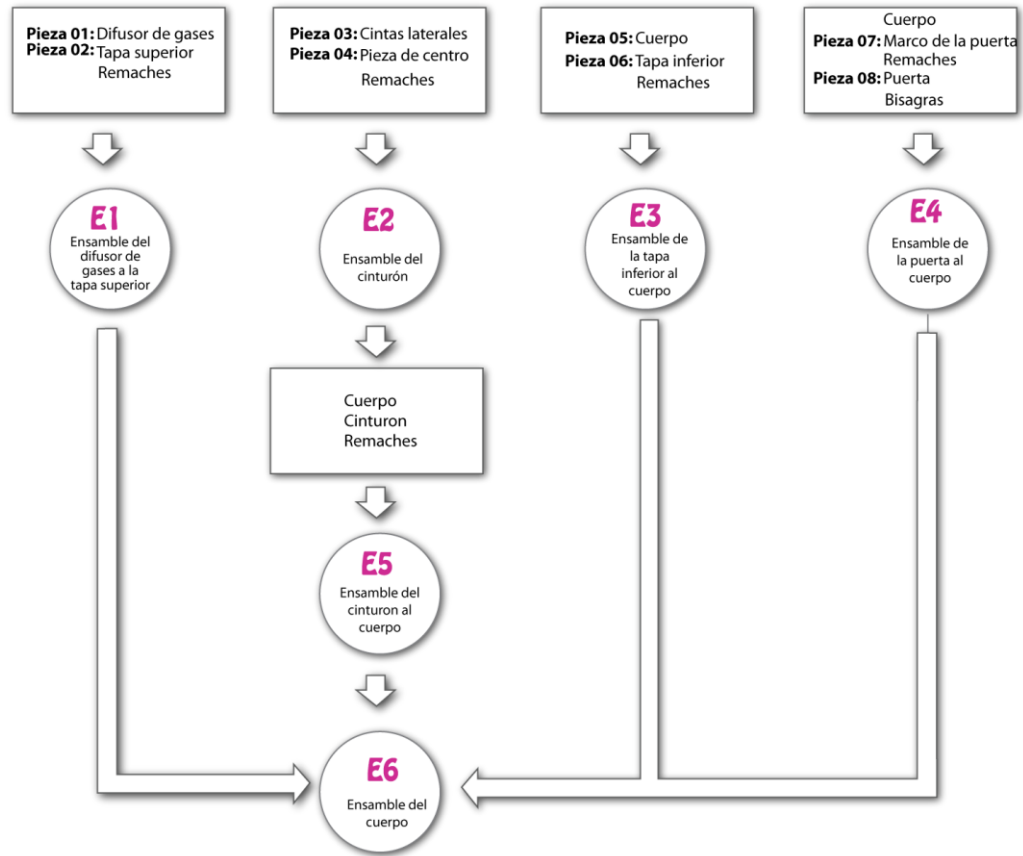 Pieza 01: Difusor de gases
Pieza 02: Tapa superior
Remaches
Pieza 03: Cintas laterales
Pieza 04: Pieza de centro
Remaches
Pieza 05: Cuerpo
Pieza 06: Tapa inferior
Remaches
Cuerpo
Pieza 07: Marco de la puerta
Remaches
Pieza 08: Puerta
Bisagras
E1
Ensamble del
difusor de
gases a la
tapa superior
E2
Ensamble del
cinturón
E3
Ensamble de
la tapa
inferior al
cuerpo
E4
Ensamble de
la puerta al
cuerpo
Cuerpo
Cinturon
Remaches
E5
Ensamble del
cinturon al
cuerpo
E6
Ensamble del
cuerpo